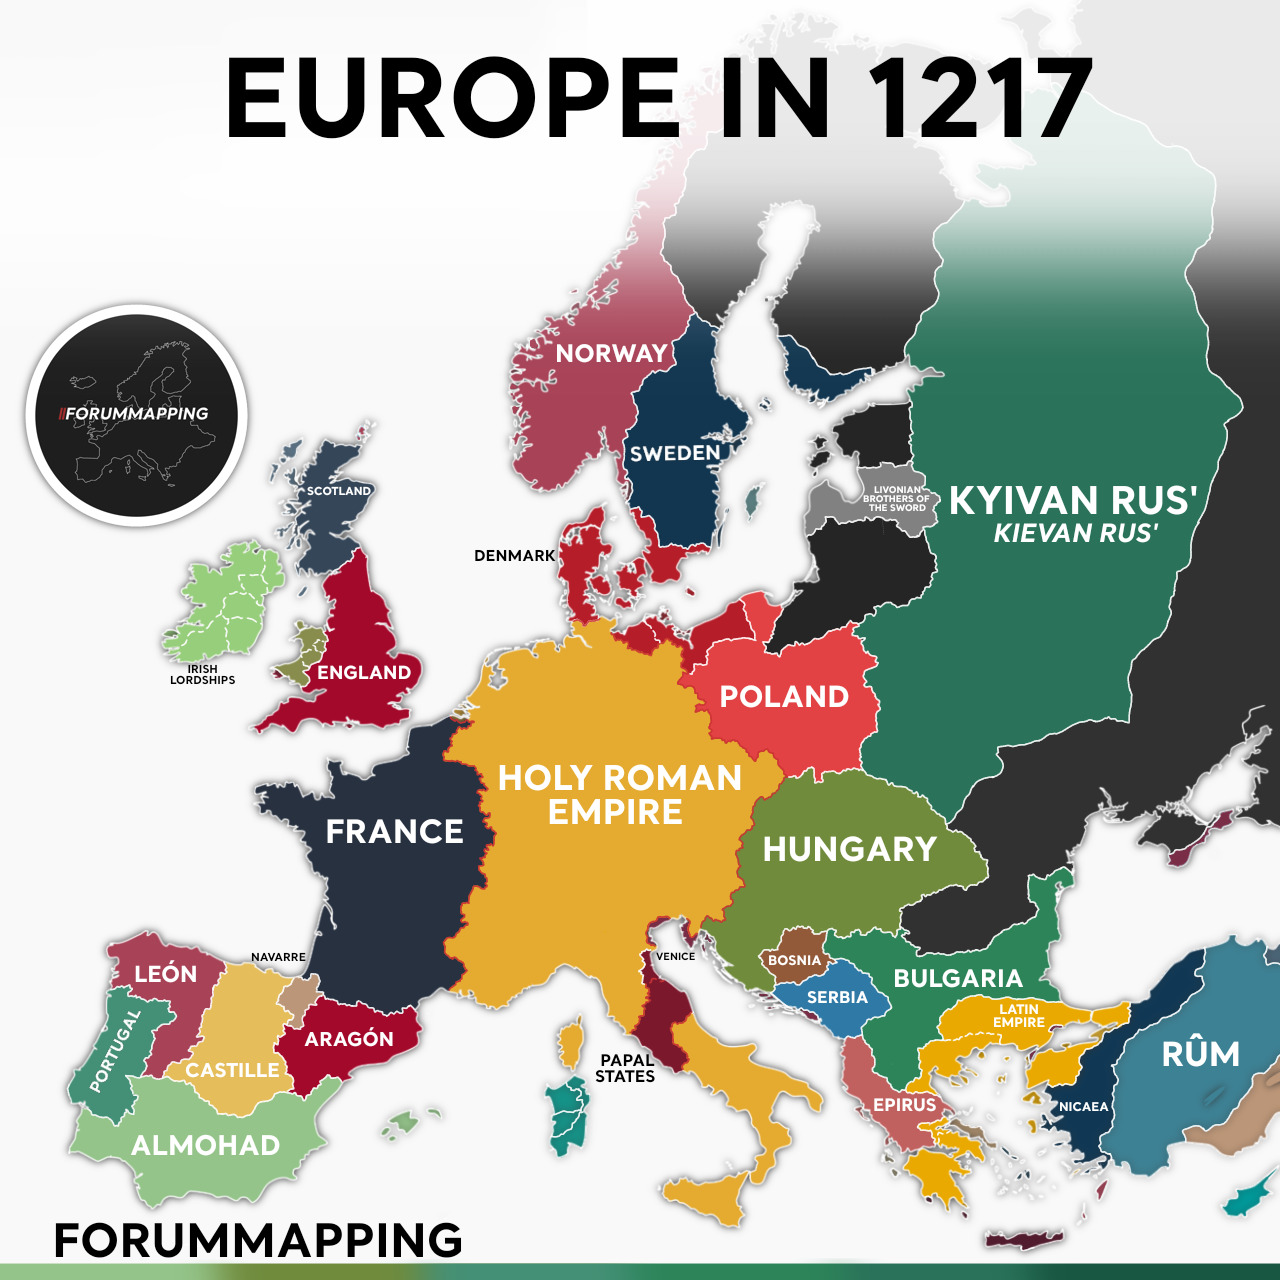 EUROPE IN 1217
//FORUMMAPPING
NORWAY
SWEDEN
SCOTLAND
LIVONIAN
BROTHERS OF
THE SWORD
KYIVAN RUS'
KIEVAN RUS'
DENMARK
IRISH
LORDSHIPS
ENGLAND
POLAND
HOLY ROMAN
EMPIRE
FRANCE
HUNGARY
NAVARRE
VENICE
BOSNIA
LEÓN
SERBIA
BULGARIA
LATIN
EMPIRE
PORTUGAL
ARAGÓN
CASTILLE
PAPAL
STATES
RÛM
EPIRUS
NICAEA
ALMOHAD
FORUMMAPPING